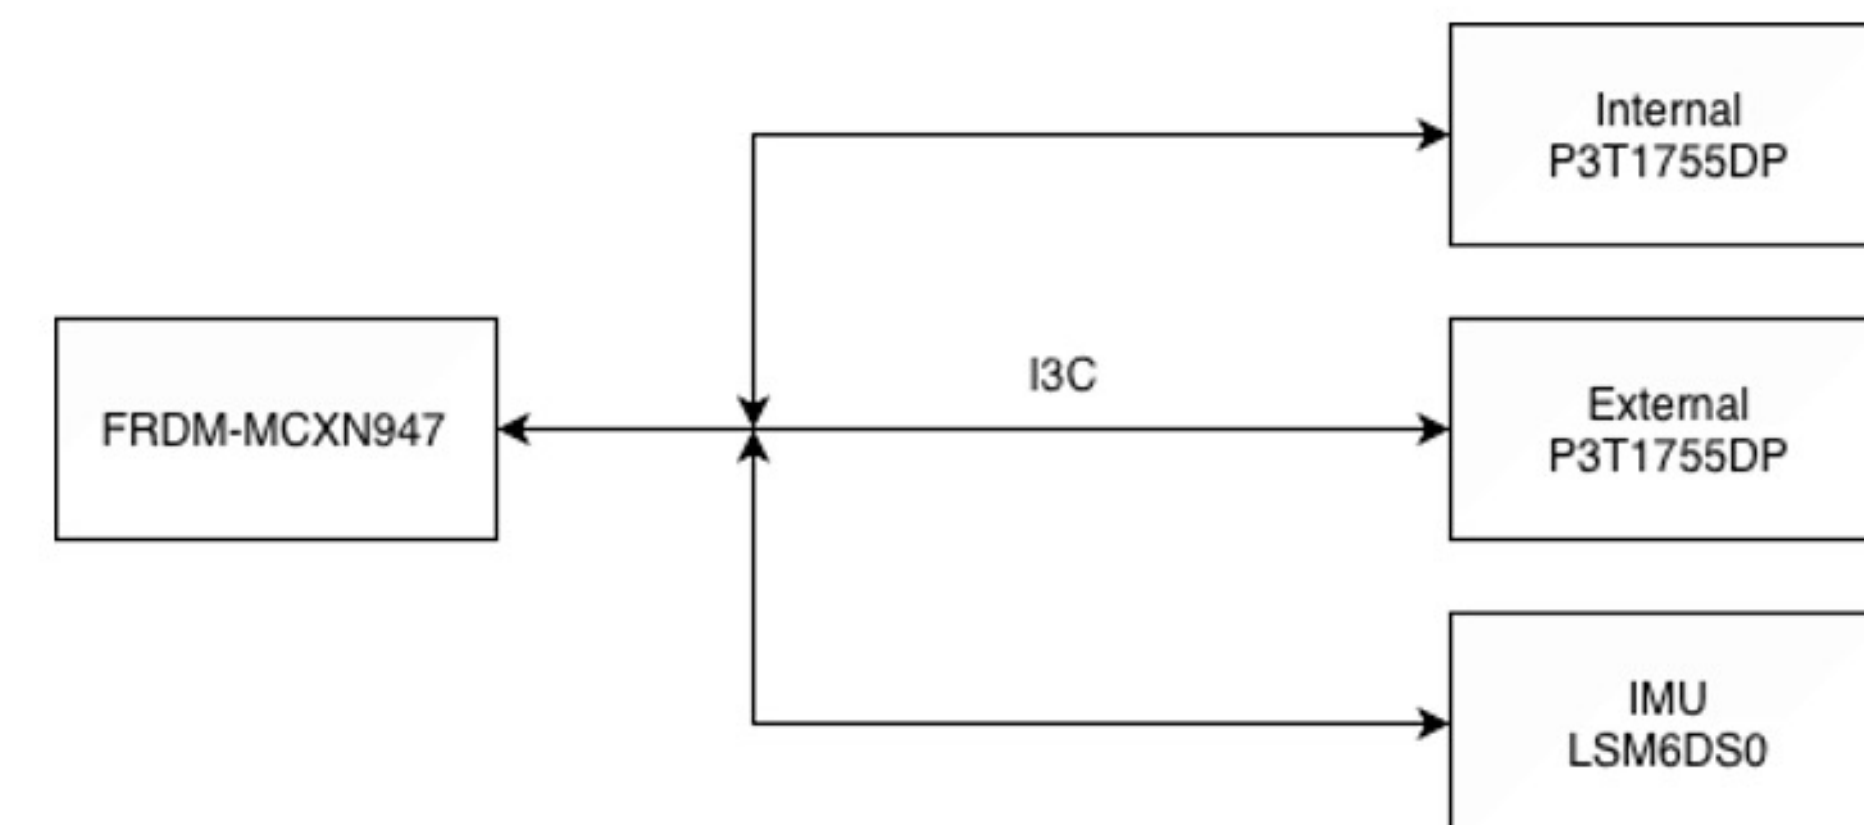 Internal
P3T1755DP
I3C
FRDM-MCXN947
External
P3T1755DP
IMU
LSM6DS0